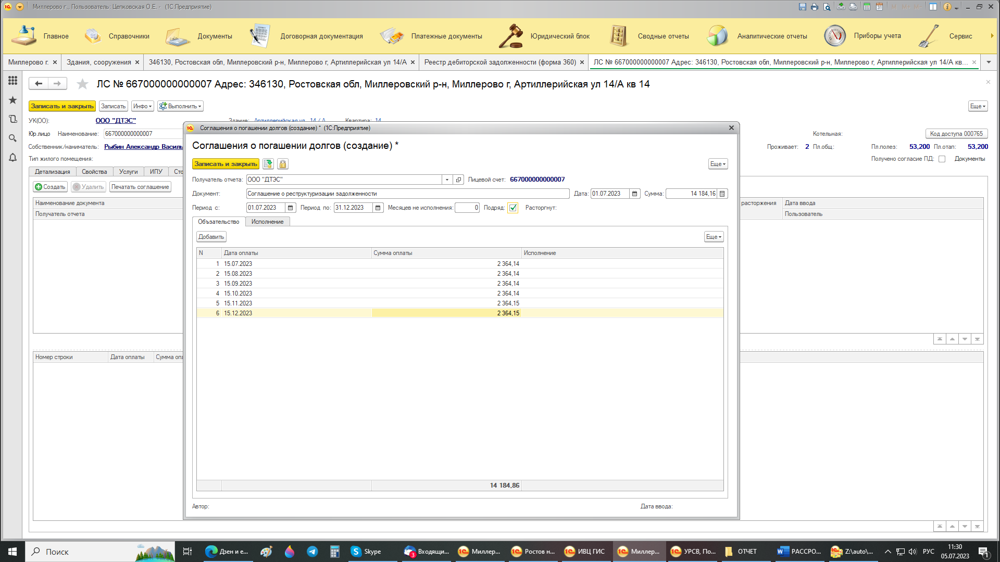 Миллерово г., Пользователь: Цепковская О.Е. - (1С:Предприятие)
Главное
Справочники
Документы
Договорная документация
Платежные документы
Юридический блок
Сводные отчеты
Аналитические отчеты
Приборы учета
Сервис
Миллерово г.
Здания, сооружения
346130, Ростовская обл, Миллеровский р-н, Миллерово г, Артиллерийская ул 14/А
Реестр дебиторской задолженности (форма 360)
ЛС № 667000000000007 Адрес: 346130, Ростовская обл, Миллеровский р-н, Миллерово г, Артиллерийская ул 14/А кв...
ЛС № 667000000000007 Адрес: 346130, Ростовская обл, Миллеровский р-н, Миллерово г, Артиллерийская ул 14/А кв 14
Записать и закрыть
Записать
Инфо
Выполнить
Еще
УК(ОО): ООО "ДТЭС"
Здание: Артиллерийская ул., 14 / А Квартира: 14
Юр.лицо Наименование: 667000000000007
Котельная:
Код доступа 000765
Собственник/наниматель: Рыбин Александр Василь
Проживает: 2 Пл.общ: Пл.полез: 53,200 Пл.отап: 53,200
Тип жилого помещения:
Получено согласие ПД: Документы
Детализация Свойства Услуги ИПУ Сто
Создать Удалить Печатать соглашение
Наименование документа
Получатель отчета
расторжения
Дата ввода
Пользователь
Номер строки Дата оплаты Сумма опл
Соглашения о погашении долгов (создание) * (1С:Предприятие)
Соглашения о погашении долгов (создание) *
Записать и закрыть
Еще
Получатель отчета: ООО "ДТЭС" Лицевой счет: 667000000000007
Документ: Соглашение о реструктуризации задолженности Дата: 01.07.2023 Сумма: 14 184,16
Период с: 01.07.2023 Период по: 31.12.2023 Месяцев не исполнения: 0 Подряд: Расторгнут:
Объзательство Исполнение
Добавить
Еще
N Дата оплаты Сумма оплаты Исполнение
1 15.07.2023 2 364,14
2 15.08.2023 2 364,14
3 15.09.2023 2 364,14
4 15.10.2023 2 364,14
5 15.11.2023 2 364,15
6 15.12.2023 2 364,15
14 184,86
Автор:
Дата ввода:
Поиск
Дзен и е...
Skype
Входящи...
3
Миллер...
Ростов н...
ИВЦ ГИС
Миллер...
УРСВ, По...
ОТЧЕТ
РАССРО...
Z:\auto\...
РУС
11:30
05.07.2023
1